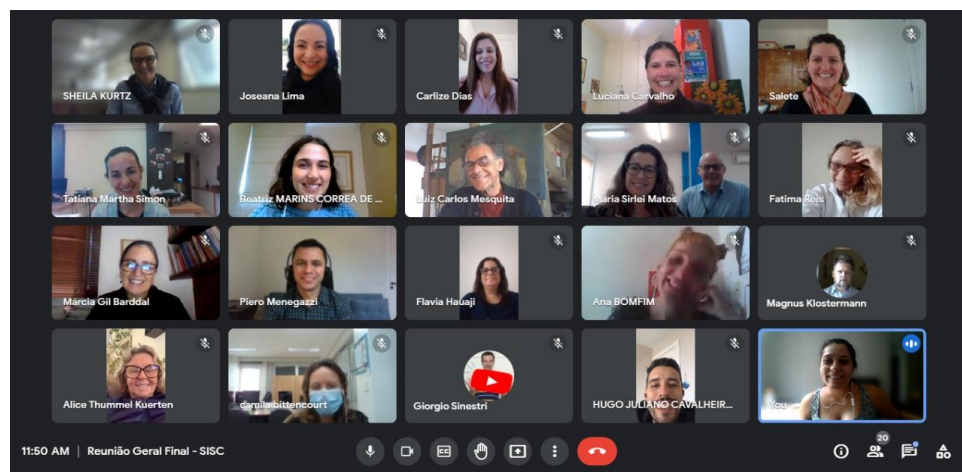 SHEILA KURTZ
Joseana Lima
Carlize Dias
Luciana Carvalho
Salete
Tatiana Martha Simon
Beatriz MARINS CORREA DE ...
Luiz Carlos Mesquita
Maria Sirlei Matos
Fatima Reis
Márcia Gil Barddal
Piero Menegazzi
Flavia Hauaji
Ana BOMFIM
Magnus Klostermann
Alice Thummel Kuerten
camila bittencourt
Giorgio Sinestri
HUGO JULIANO CAVALHEIR...
You
11:50 AM | Reunião Geral Final - SISC
CC
20